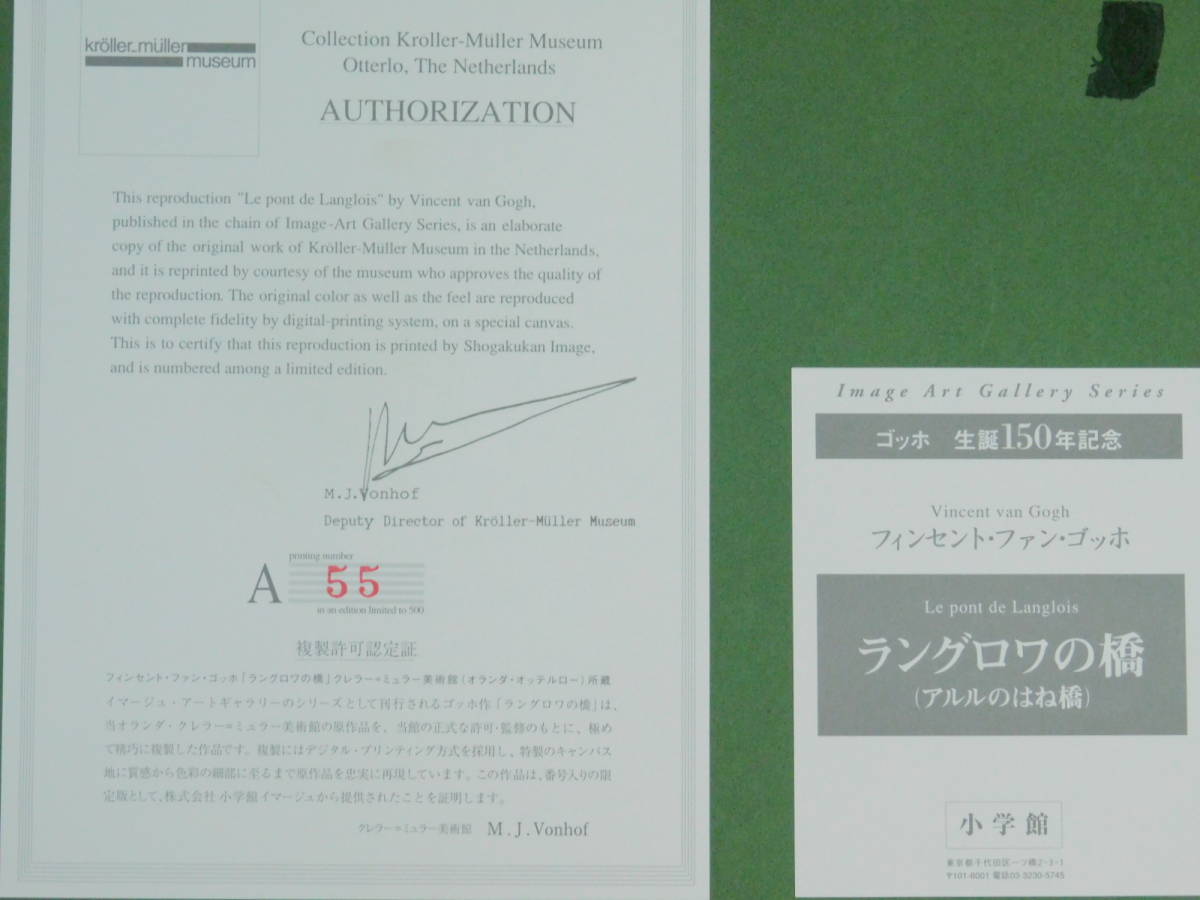 kröller-müller
museum
Collection Kroller-Muller Museum
Otterlo, The Netherlands
AUTHORIZATION
This reproduction "Le pont de Langlois" by Vincent van Gogh,
published in the chain of Image-Art Gallery Series, is an elaborate
copy of the original work of Kröller-Müller Museum in the Netherlands,
and it is reprinted by courtesy of the museum who approves the quality of
the reproduction. The original color as well as the feel are reproduced
with complete fidelity by digital-printing system, on a special canvas.
This is to certify that this reproduction is printed by Shogakukan Image,
and is numbered among a limited edition.
M.J.Vonhof
Deputy Director of Kröller-Müller Museum
printing number
A 55
in an edition limited to 500
複製許可認定証
フィンセント・ファン・ゴッホ「ラングロワの橋」クレラー=ミュラー美術館(オランダ・オッテルロー)所蔵
イマージュ・アートギャラリーのシリーズとして刊行されるゴッホ作「ラングロワの橋」は、
当オランダ・クレラー=ミュラー美術館の原作品を、当館の正式な許可・監修のもとに、極め
て精巧に複製した作品です。複製にはデジタル・プリンティング方式を採用し、特製のキャンバス
地に質感から色彩の細部に至るまで原作品を忠実に再現しています。この作品は、番号入りの限
定版として、株式会社 小学館イマージュから提供されたことを証明します。
クレラー=ミュラー美術館 M.J.Vonhof
Image Art Gallery Series
ゴッホ 生誕150年記念
Vincent van Gogh
フィンセント・ファン・ゴッホ
Le pont de Langlois
ラングロワの橋
(アルルのはね橋)
小学館
東京都千代田区一ツ橋2-3-1
〒101-8001 電話03 3230-5745